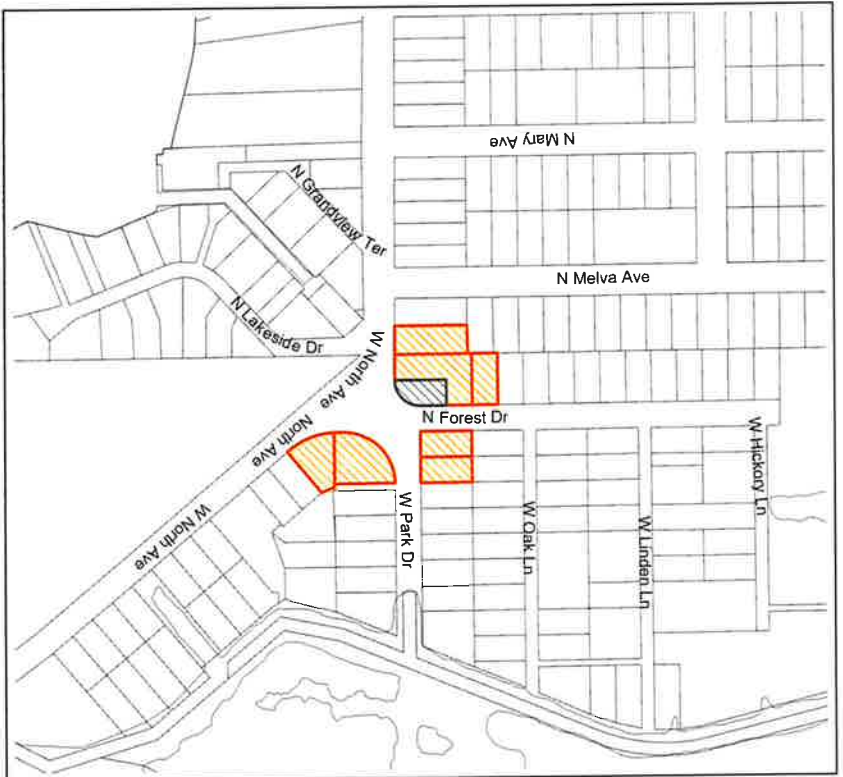 N Mary Ave
N Grandview Ter
N Melva Ave
N Lakeside Dr
W North Ave
N Forest Dr
North Ave
W Hickory Ln
W Park Dr
W Oak Ln
W North Ave
W Linden Ln